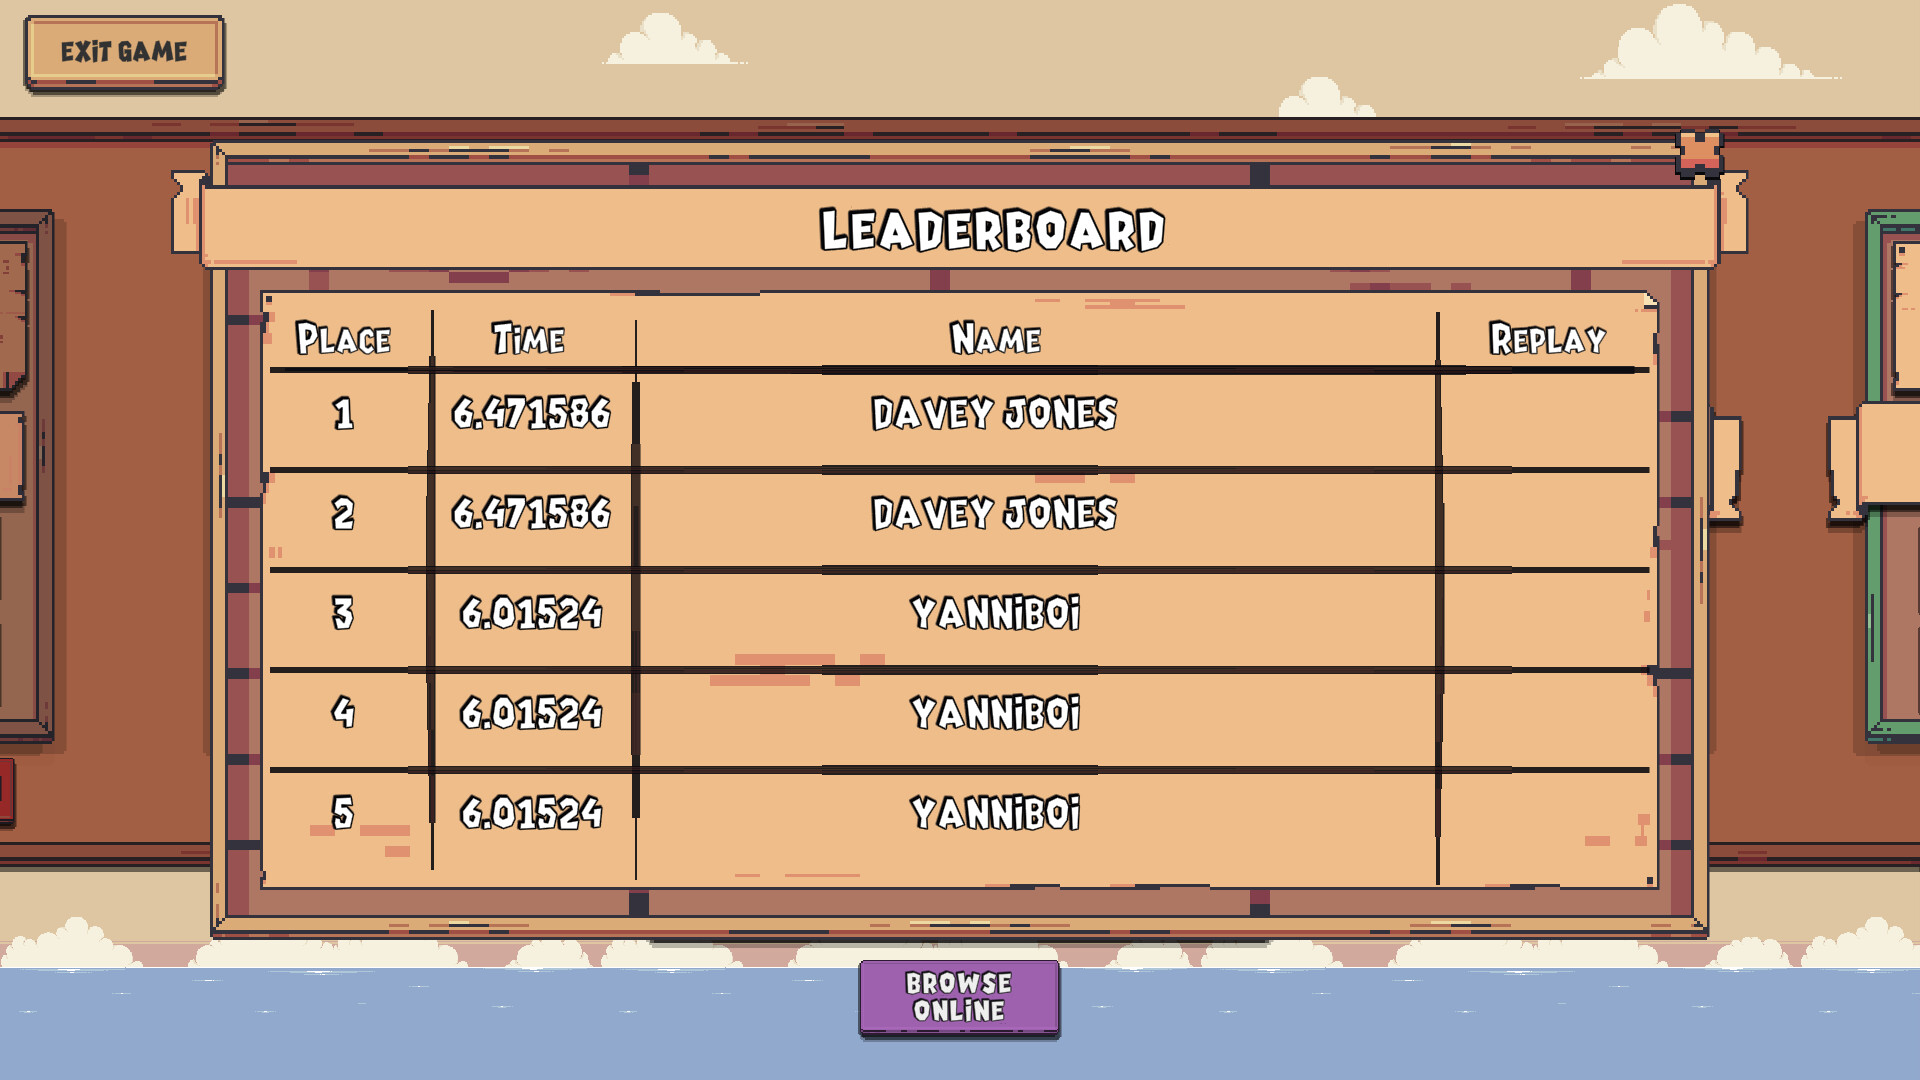 EXIT GAME
LEADERBOARD
PLACE TIME NAME REPLAY
1 6.471586 DAVEY JONES
2 6.471586 DAVEY JONES
3 6.01524 YANNIBOI
4 6.01524 YANNIBOI
5 6.01524 YANNIBOI
BROWSE
ONLINE